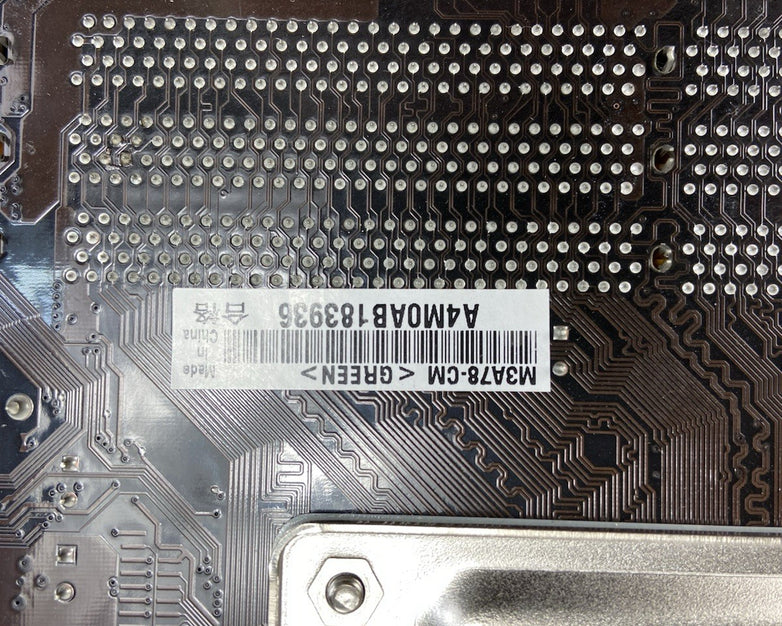 M3A78-CM <GREEN>
A4M0AB183936
Made
in
China
合格